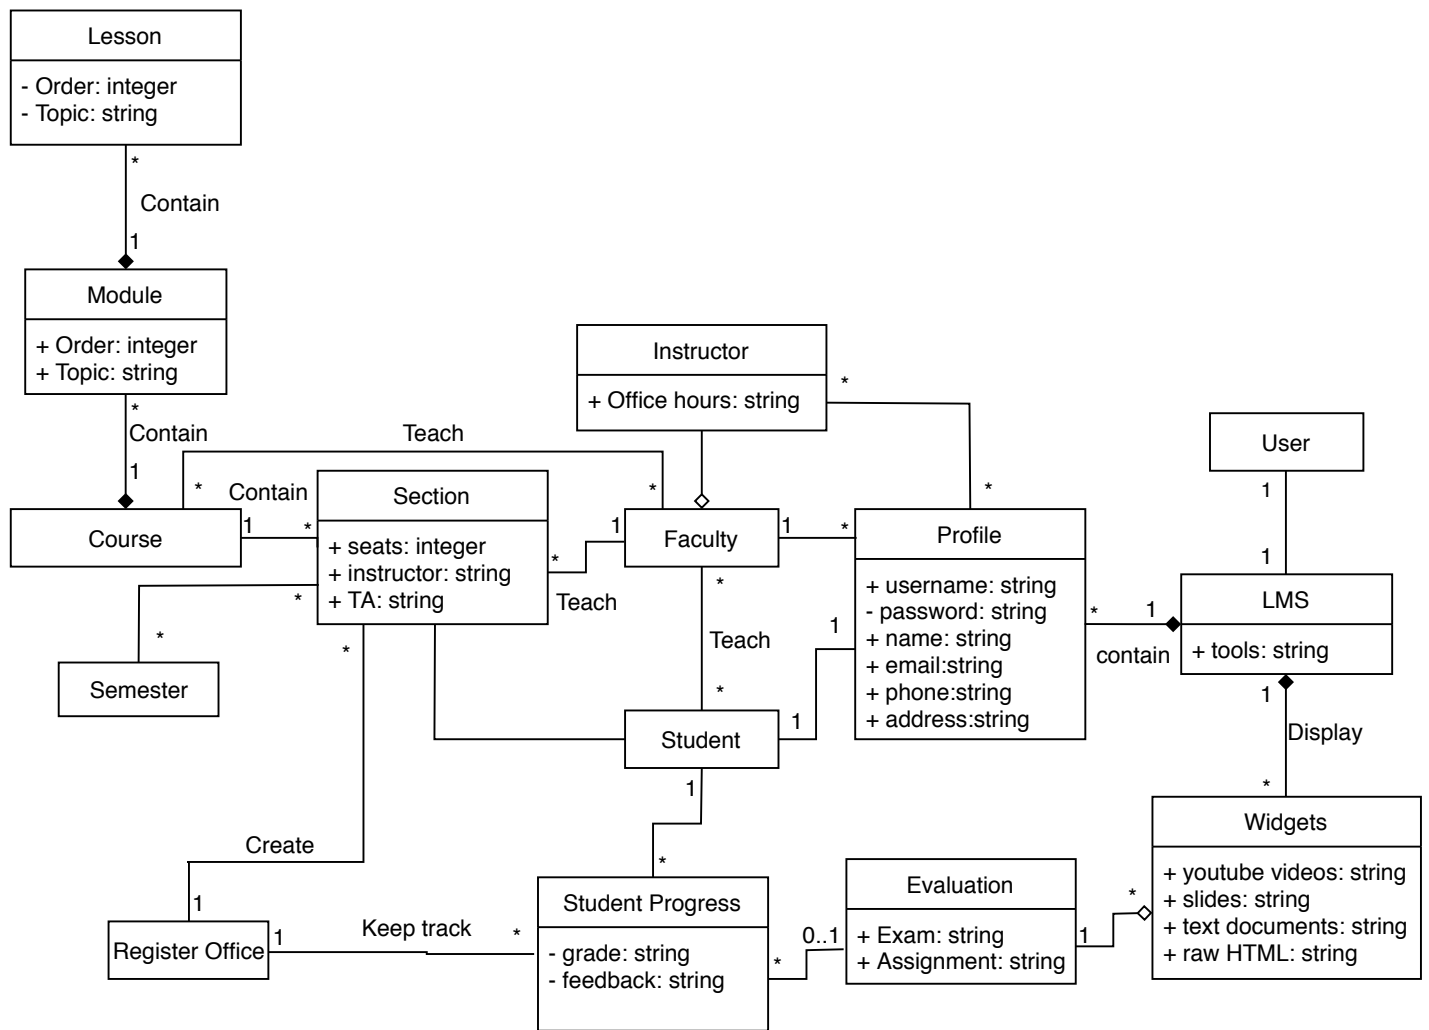 Lesson
- Order: integer
- Topic: string
*
Contain
1
Module
+ Order: integer
+ Topic: string
*
Contain
1
Teach
*
*
Course
1
Contain
*
Section
+ seats: integer
+ instructor: string
+ TA: string
*
1
Teach
Instructor
+ Office hours: string
*
*
Faculty
1
*
Profile
+ username: string
- password: string
+ name: string
+ email:string
+ phone:string
+ address:string
User
1
1
LMS
+ tools: string
*
1
contain
1
Display
*
Widgets
+ youtube videos: string
+ slides: string
+ text documents: string
+ raw HTML: string
*
*
Semester
*
Teach
*
1
1
Student
1
*
*
Create
1
Register Office
1
Keep track
*
Student Progress
- grade: string
- feedback: string
*
0..1
Evaluation
+ Exam: string
+ Assignment: string
1
*